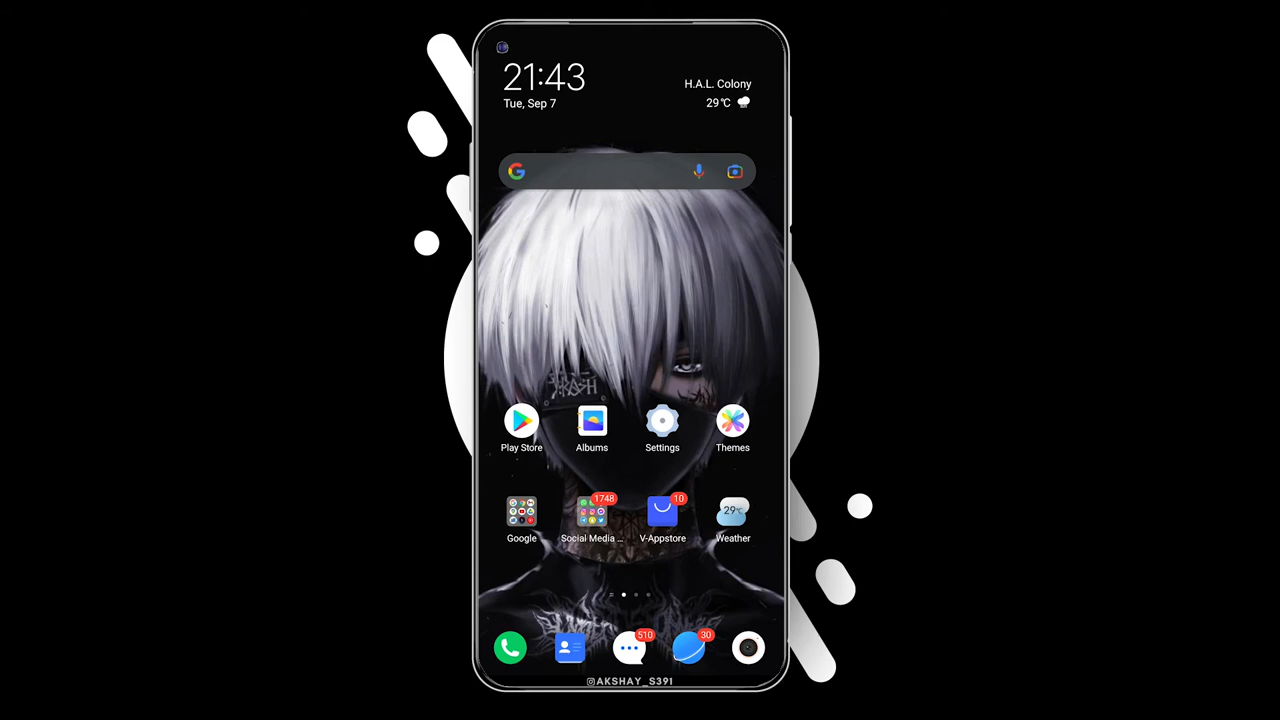 21:43
Tue, Sep 7
H.A.L. Colony
29°C
Play Store
Albums
Settings
Themes
1748
10
29°C
Google
Social Media ...
V-Appstore
Weather
510
30
@AKSHAY_S391